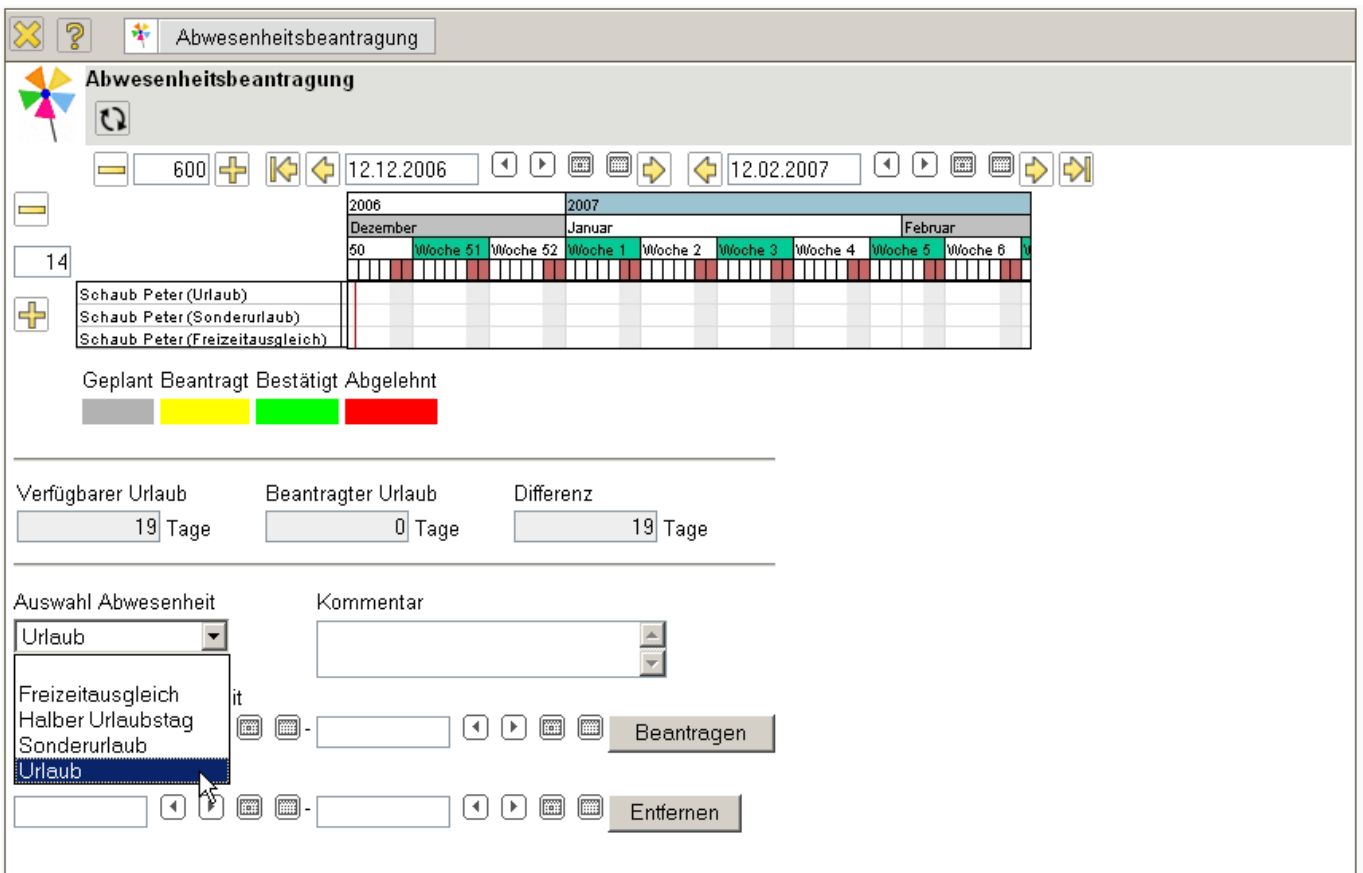 Abwesenheitsbeantragung
Abwesenheitsbeantragung
600 12.12.2006 12.02.2007
2006 2007
Dezember Januar Februar
50 Woche 51 Woche 52 Woche 1 Woche 2 Woche 3 Woche 4 Woche 5 Woche 6
14
Schaub Peter (Urlaub)
Schaub Peter (Sonderurlaub)
Schaub Peter (Freizeitausgleich)
Geplant Beantragt Bestätigt Abgelehnt
Verfügbarer Urlaub Beantragter Urlaub Differenz
19 Tage 0 Tage 19 Tage
Auswahl Abwesenheit Kommentar
Urlaub
Freizeitausgleich it
Halber Urlaubstag
- Beantragen
Sonderurlaub
Urlaub
- Entfernen